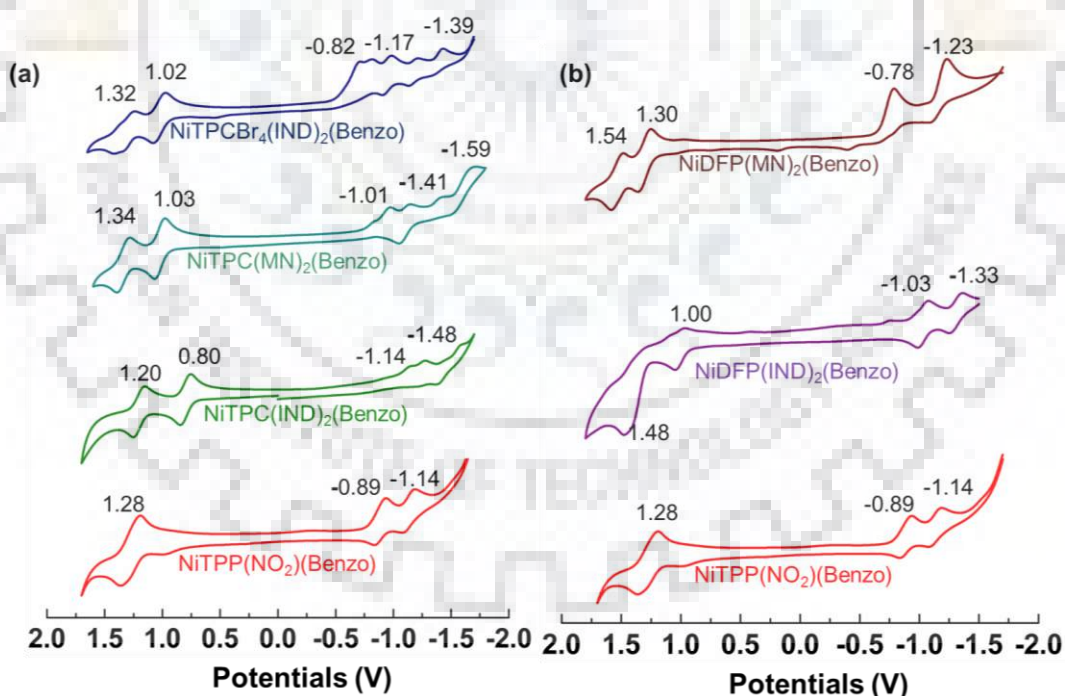 (a)
-0.82 -1.17 -1.39
1.32 1.02
NiTPCBr₄(IND)₂(Benzo)
1.34 1.03 -1.01 -1.41 -1.59
NiTPC(MN)₂(Benzo)
1.20 0.80 -1.14 -1.48
NiTPC(IND)₂(Benzo)
1.28 -0.89 -1.14
NiTPP(NO₂)(Benzo)
2.0 1.5 1.0 0.5 0.0 -0.5 -1.0 -1.5 -2.0
Potentials (V)
(b)
-0.78 -1.23
1.54 1.30
NiDFP(MN)₂(Benzo)
1.00 -1.03 -1.33
NiDFP(IND)₂(Benzo)
1.48
1.28 -0.89 -1.14
NiTPP(NO₂)(Benzo)
2.0 1.5 1.0 0.5 0.0 -0.5 -1.0 -1.5 -2.0
Potentials (V)